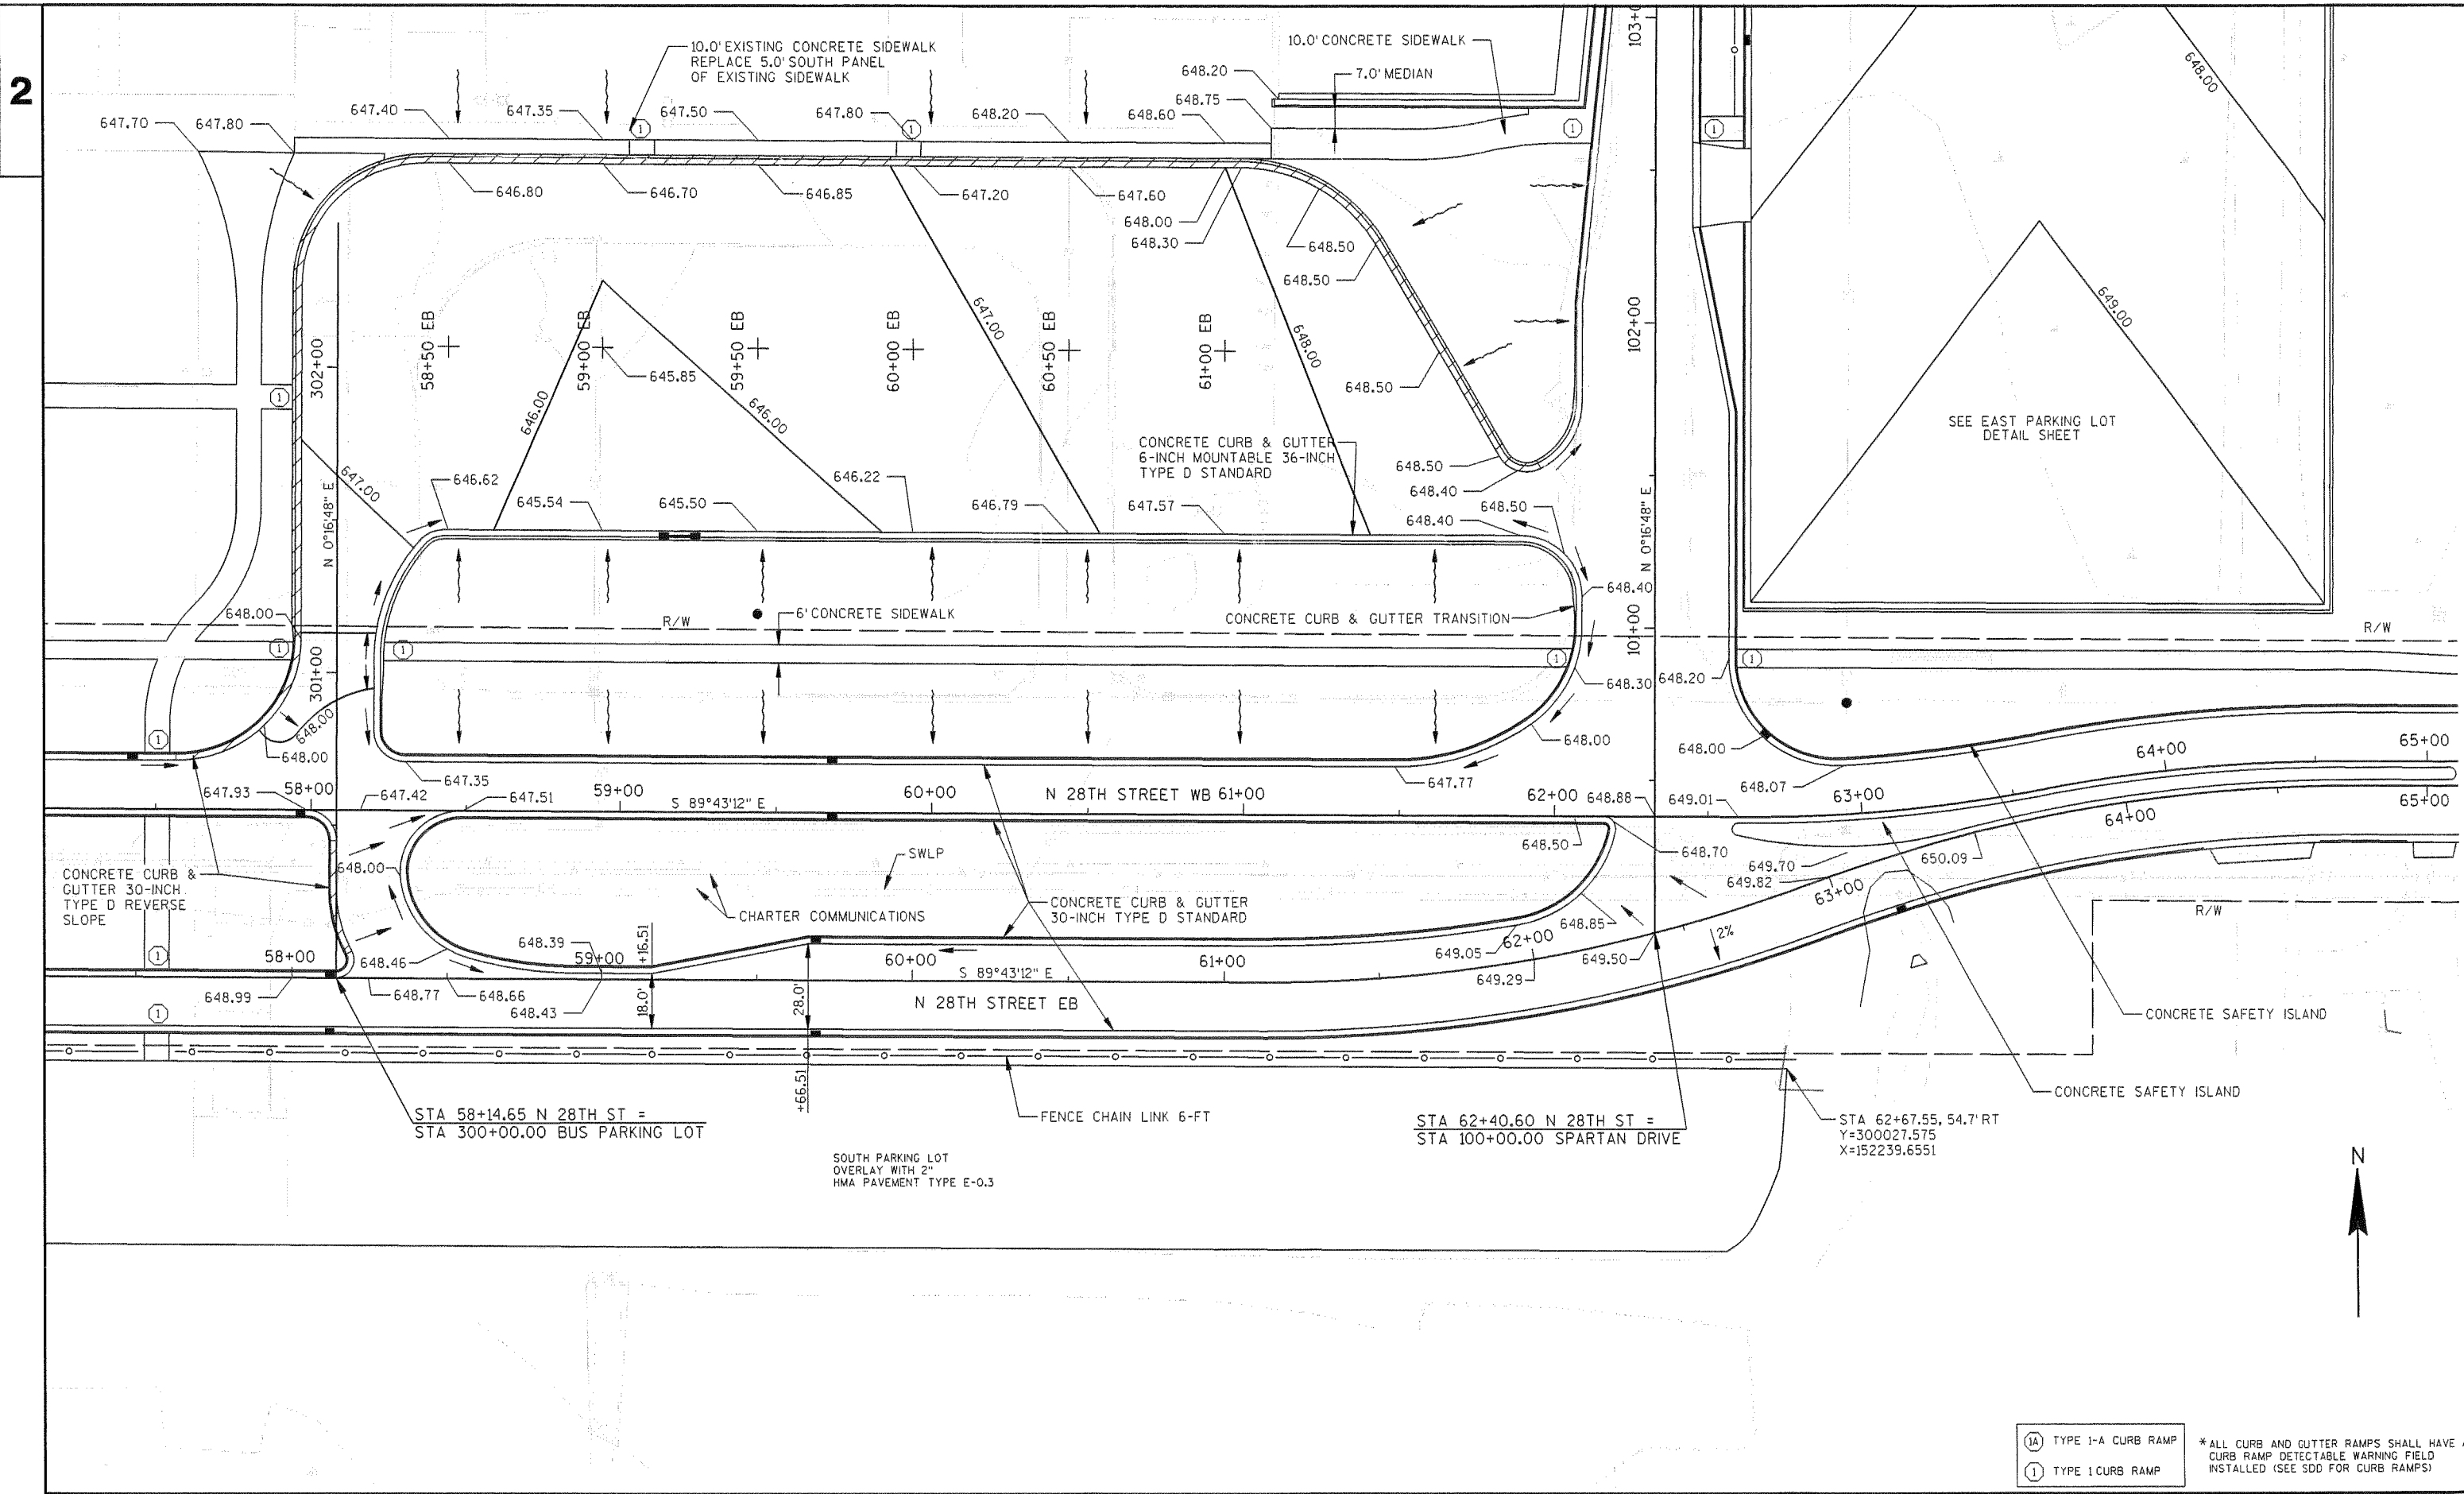 2
10.0' EXISTING CONCRETE SIDEWALK
REPLACE 5.0' SOUTH PANEL
OF EXISTING SIDEWALK
10.0' CONCRETE SIDEWALK
7.0' MEDIAN
103+0
648.20
648.75
648.00
647.70
647.80
647.40
647.35
647.50
647.80
648.20
648.60
1
1
1
1
646.80
646.70
646.85
647.20
647.60
648.00
648.30
648.50
648.50
647.00
648.00
649.00
302+00
58+50 EB
59+00 EB
59+50 EB
60+00 EB
60+50 EB
61+00 EB
102+00
645.85
648.50
1
646.00
646.00
SEE EAST PARKING LOT
DETAIL SHEET
CONCRETE CURB & GUTTER
6-INCH MOUNTABLE 36-INCH
TYPE D STANDARD
647.00
646.62
646.22
648.50
648.40
645.54
645.50
646.79
647.57
648.40
648.50
N 0°16'48" E
N 0°16'48" E
648.00
R/W
6' CONCRETE SIDEWALK
CONCRETE CURB & GUTTER TRANSITION
648.40
R/W
1
1
301+00
1
101+00
1
648.30
648.20
648.00
1
648.00
647.35
647.77
648.00
648.00
648.07
64+00
65+00
647.93
58+00
647.42
647.51
59+00
S 89°43'12" E
60+00
N 28TH STREET WB
61+00
62+00
648.88
649.01
63+00
64+00
65+00
CONCRETE CURB &
GUTTER 30-INCH
TYPE D REVERSE
SLOPE
648.00
SWLP
CHARTER COMMUNICATIONS
CONCRETE CURB & GUTTER
30-INCH TYPE D STANDARD
648.50
648.70
649.70
649.82
650.09
63+00
R/W
1
58+00
648.46
648.39
59+00
+16.51
60+00
S 89°43'12" E
61+00
649.05
62+00
648.85
649.50
649.29
2%
648.99
648.77
648.66
648.43
18.0'
28.0'
N 28TH STREET EB
1
CONCRETE SAFETY ISLAND
+66.51
STA 58+14.65 N 28TH ST =
STA 300+00.00 BUS PARKING LOT
FENCE CHAIN LINK 6-FT
STA 62+40.60 N 28TH ST =
STA 100+00.00 SPARTAN DRIVE
CONCRETE SAFETY ISLAND
STA 62+67.55, 54.7' RT
Y=300027.575
X=152239.6551
SOUTH PARKING LOT
OVERLAY WITH 2"
HMA PAVEMENT TYPE E-0.3
N
1A TYPE 1-A CURB RAMP
1 TYPE 1 CURB RAMP
*ALL CURB AND GUTTER RAMPS SHALL HAVE
CURB RAMP DETECTABLE WARNING FIELD
INSTALLED (SEE SDD FOR CURB RAMPS)